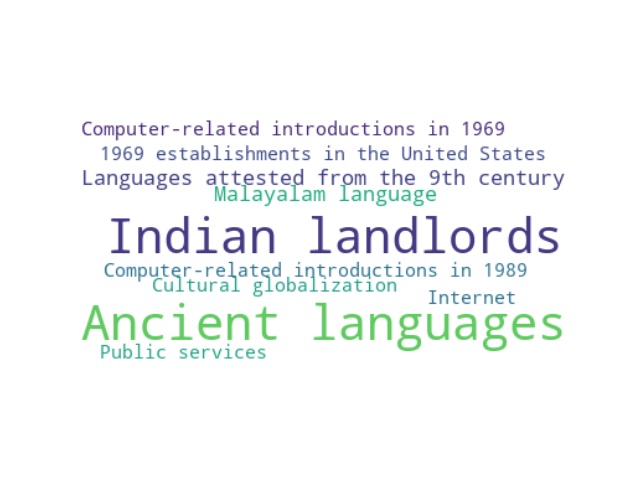 Computer-related introductions in 1969
1969 establishments in the United States
Languages attested from the 9th century
Malayalam language
Indian landlords
Computer-related introductions in 1989
Cultural globalization
Internet
Ancient languages
Public services